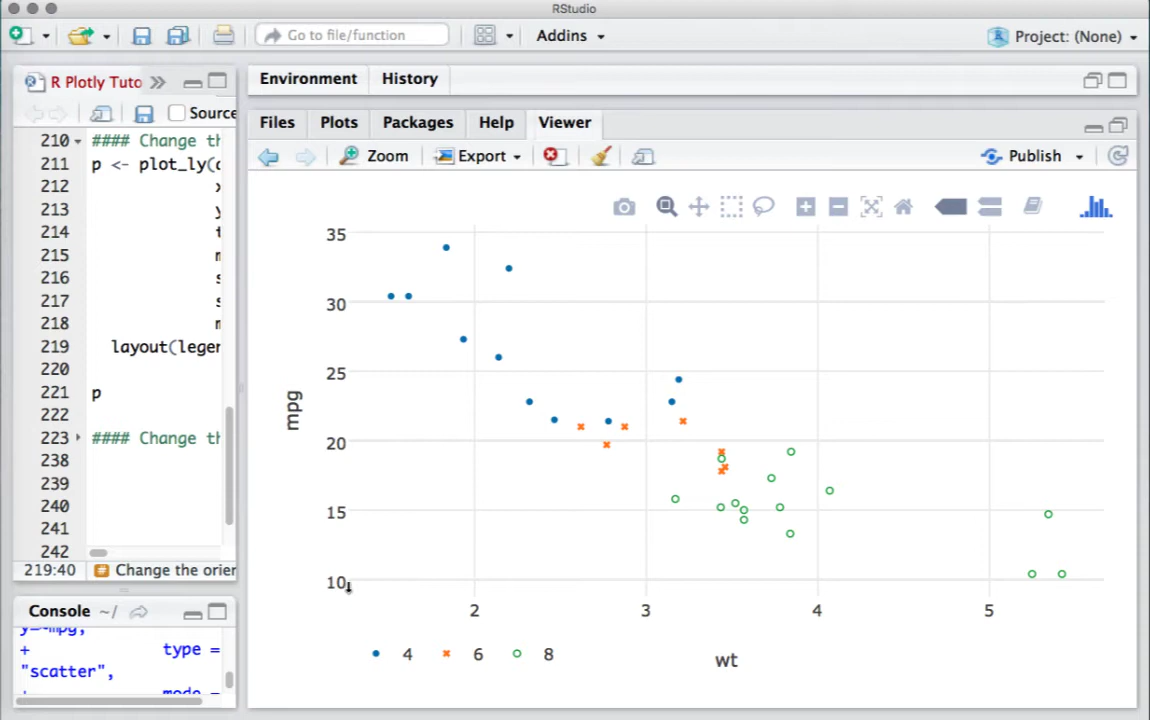 RStudio
Go to file/function
Addins
Project: (None)
R Plotly Tuto
Source
210 #### Change th
211 p <- plot_ly(
212
213
214
215
216
217
218
219 layout(legen
220
221 p
222
223 #### Change th
238
239
240
241
242
219:40 # Change the orier
Console ~/
y=~mpg,
+ type =
"scatter",
+ mode =
Environment History
Files Plots Packages Help Viewer
Zoom Export Publish
35
30
25
20
15
10
mpg
2 3 4 5
4 6 8
wt